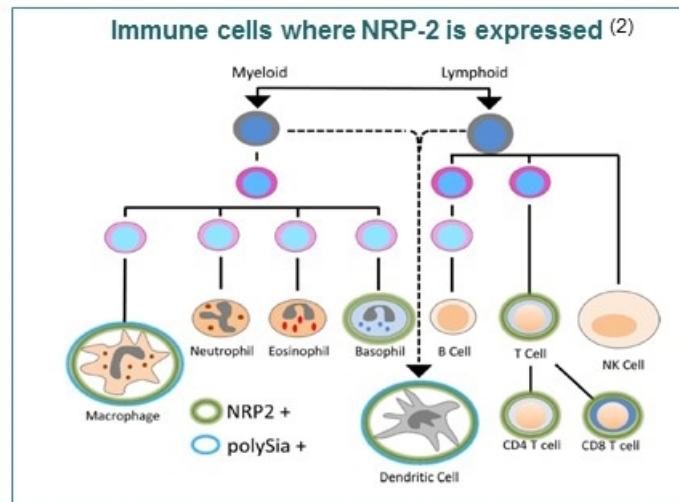 Immune cells where NRP-2 is expressed (2)
Myeloid Lymphoid
Neutrophil Eosinophil Basophil B Cell T Cell NK Cell
Macrophage
NRP2 +
polySia +
Dendritic Cell
CD4 T cell CD8 T cell